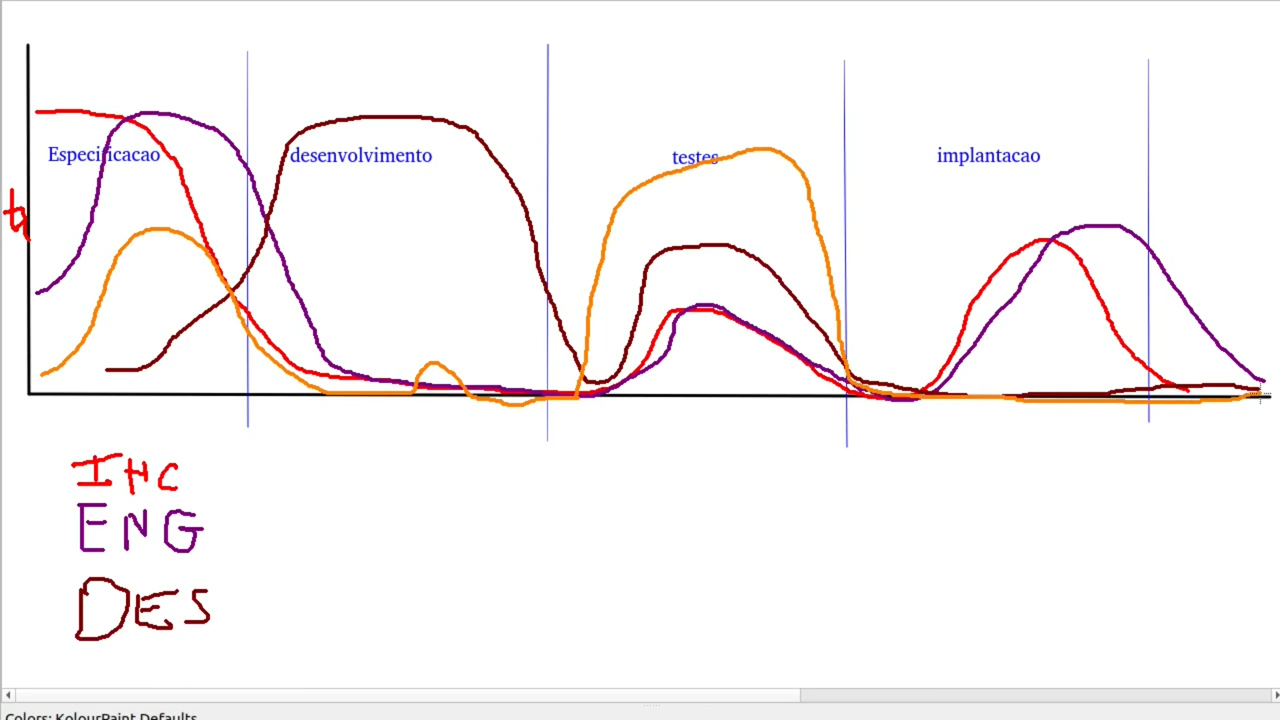 Especificacao desenvolvimento testes implantacao
IHC
ENG
DES
Colors: KolourPaint Defaults